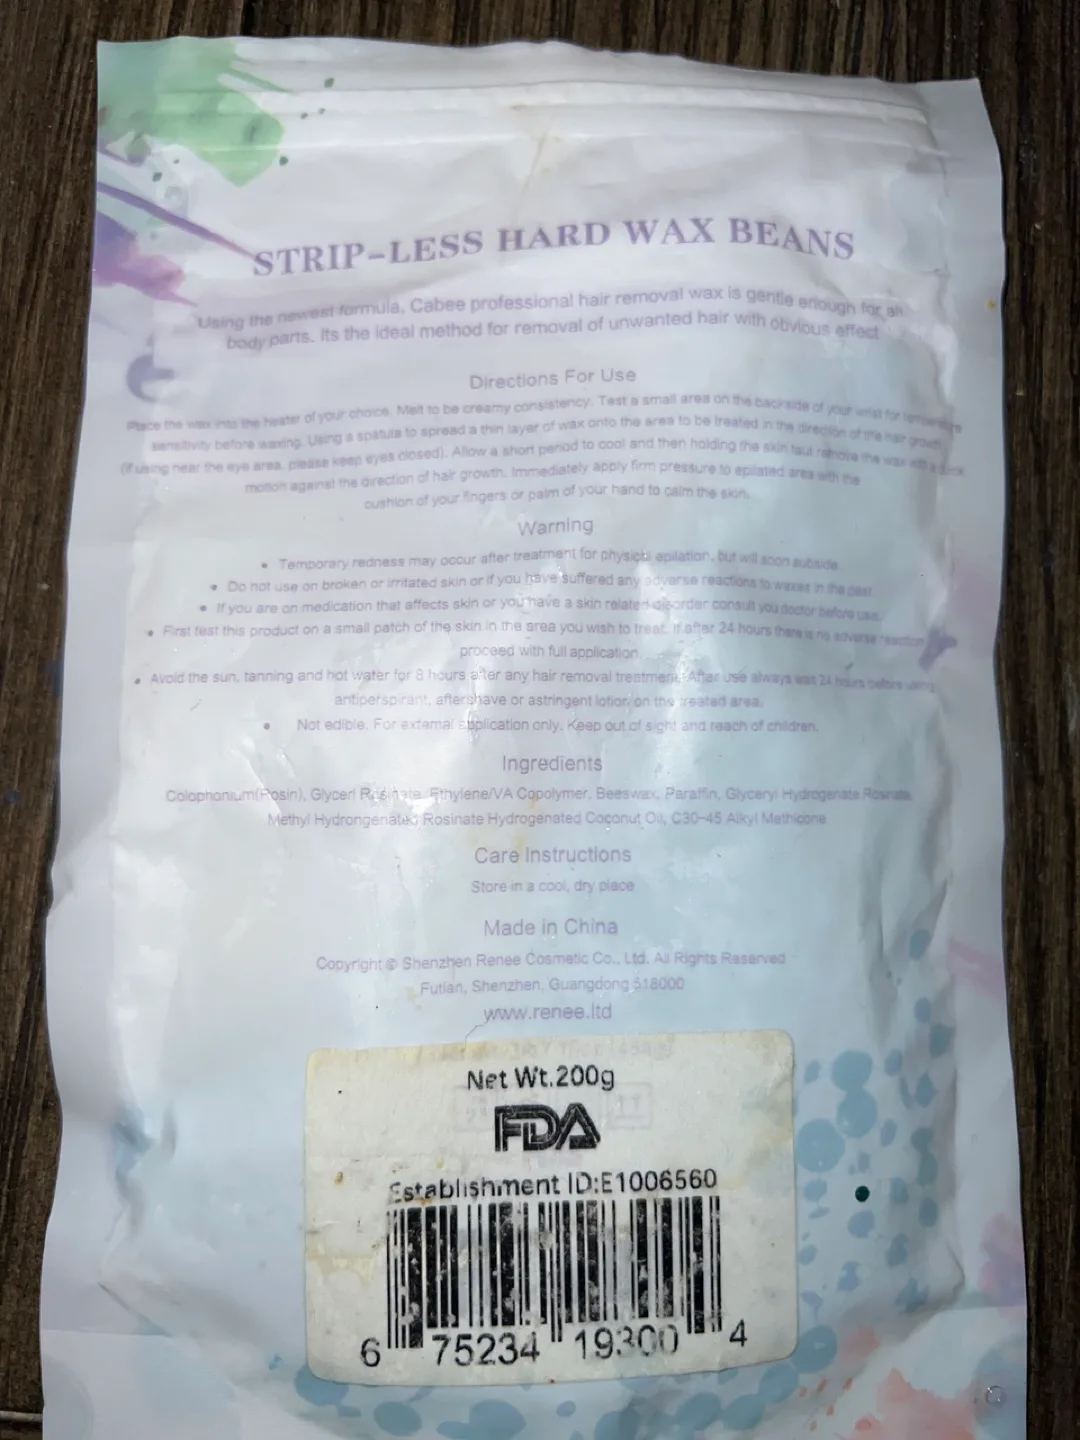 STRIP-LESS HARD WAX BEANS
Using the newest formula, Cabee professional hair removal wax is gentle enough for all
body parts. Its the ideal method for removal of unwanted hair with obvious effect
Directions For Use
Place the wax into the heater of your choice. Melt to be creamy consistency. Test a small area on the backside of your wrist for temperature
sensitivity before waxing. Using a spatula to spread a thin layer of wax onto the area to be treated in the direction of the hair growth
(if using near the eye area, please keep eyes closed). Allow a short period to cool and then holding the skin taut remove the wax with a quick
motion against the direction of hair growth. Immediately apply firm pressure to epilated area with the
cushion of your fingers or palm of your hand to calm the skin.
Warning
• Temporary redness may occur after treatment for physical epilation, but will soon subside.
• Do not use on broken or irritated skin or if you have suffered any adverse reactions to waxes in the past.
• If you are on medication that affects skin or you have a skin related disorder consult you doctor before use.
• First test this product on a small patch of the skin in the area you wish to treat. If after 24 hours there is no adverse reaction
proceed with full application.
• Avoid the sun, tanning and hot water for 8 hours after any hair removal treatment. After use always was 24 hours before using
antiperspirant, aftershave or astringent lotion on the treated area.
• Not edible. For external application only. Keep out of sight and reach of children.
Ingredients
Colophonium(Rosin), Glycerl Rosinate, Ethylene/VA Copolymer, Beeswax, Paraffin, Glyceryl Hydrogenate Rosinate,
Methyl Hydrongenated Rosinate Hydrogenated Coconut Oil, C30-45 Alkyl Methicone
Care Instructions
Store in a cool, dry place
Made in China
Copyright © Shenzhen Renee Cosmetic Co., Ltd. All Rights Reserved
Futian, Shenzhen, Guangdong 518000
www.renee.ltd
Net Wt.200g
FDA
Establishment ID:E1006560
6 75234 19300 4